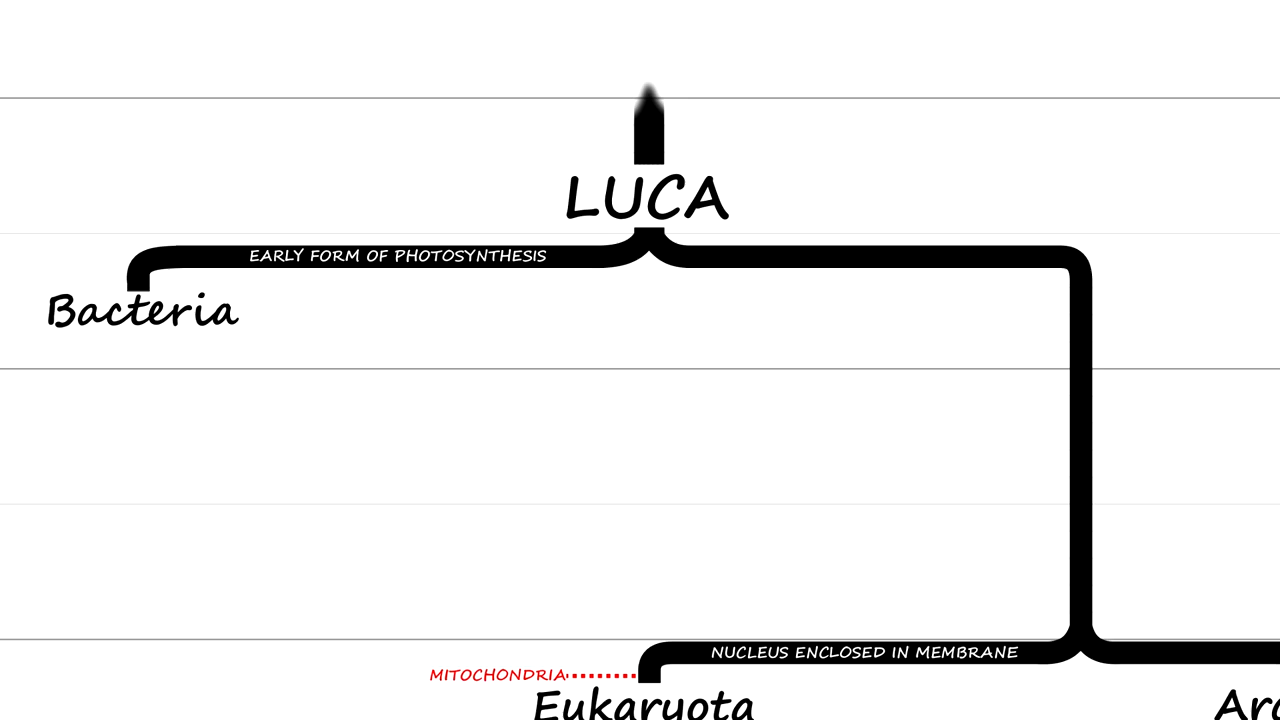 LUCA
EARLY FORM OF PHOTOSYNTHESIS
Bacteria
NUCLEUS ENCLOSED IN MEMBRANE
MITOCHONDRIA
Eukaryota